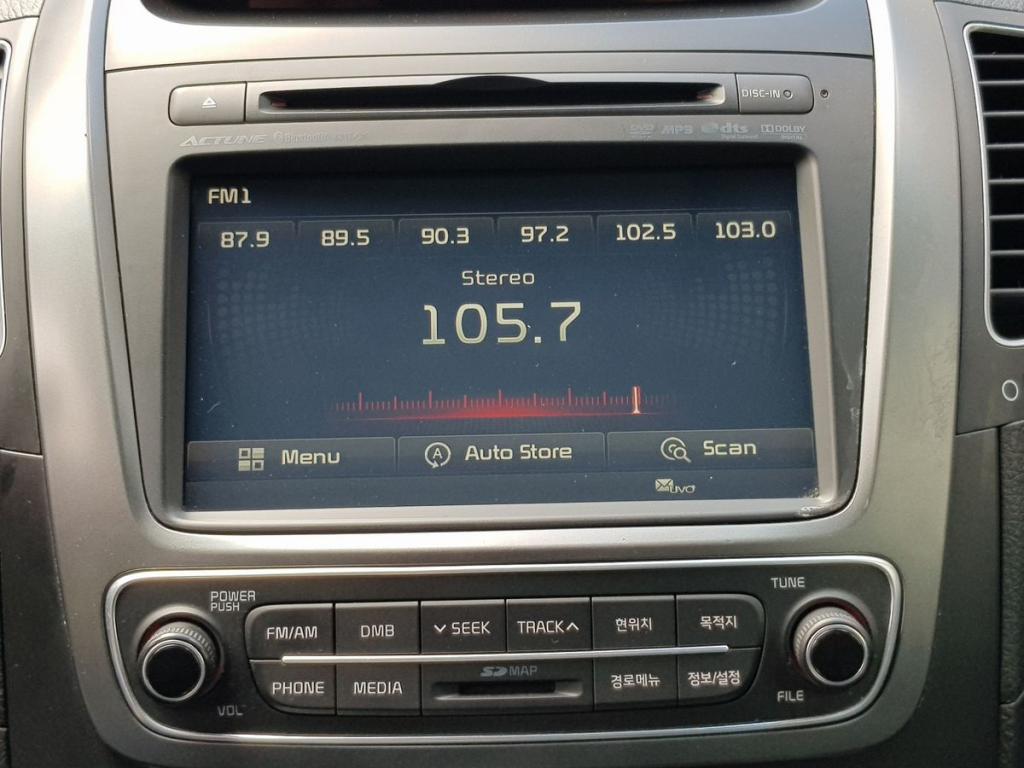 DISC-IN
ACTUNE
DVD MP3 dts DOLBY
FM1
87.9 89.5 90.3 97.2 102.5 103.0
Stereo
105.7
Menu Auto Store Scan
UVO
POWER
PUSH
TUNE
FM/AM DMB SEEK TRACK 현위치 목적지
SD MAP
PHONE MEDIA 경로메뉴 정보/설정
VOL
FILE